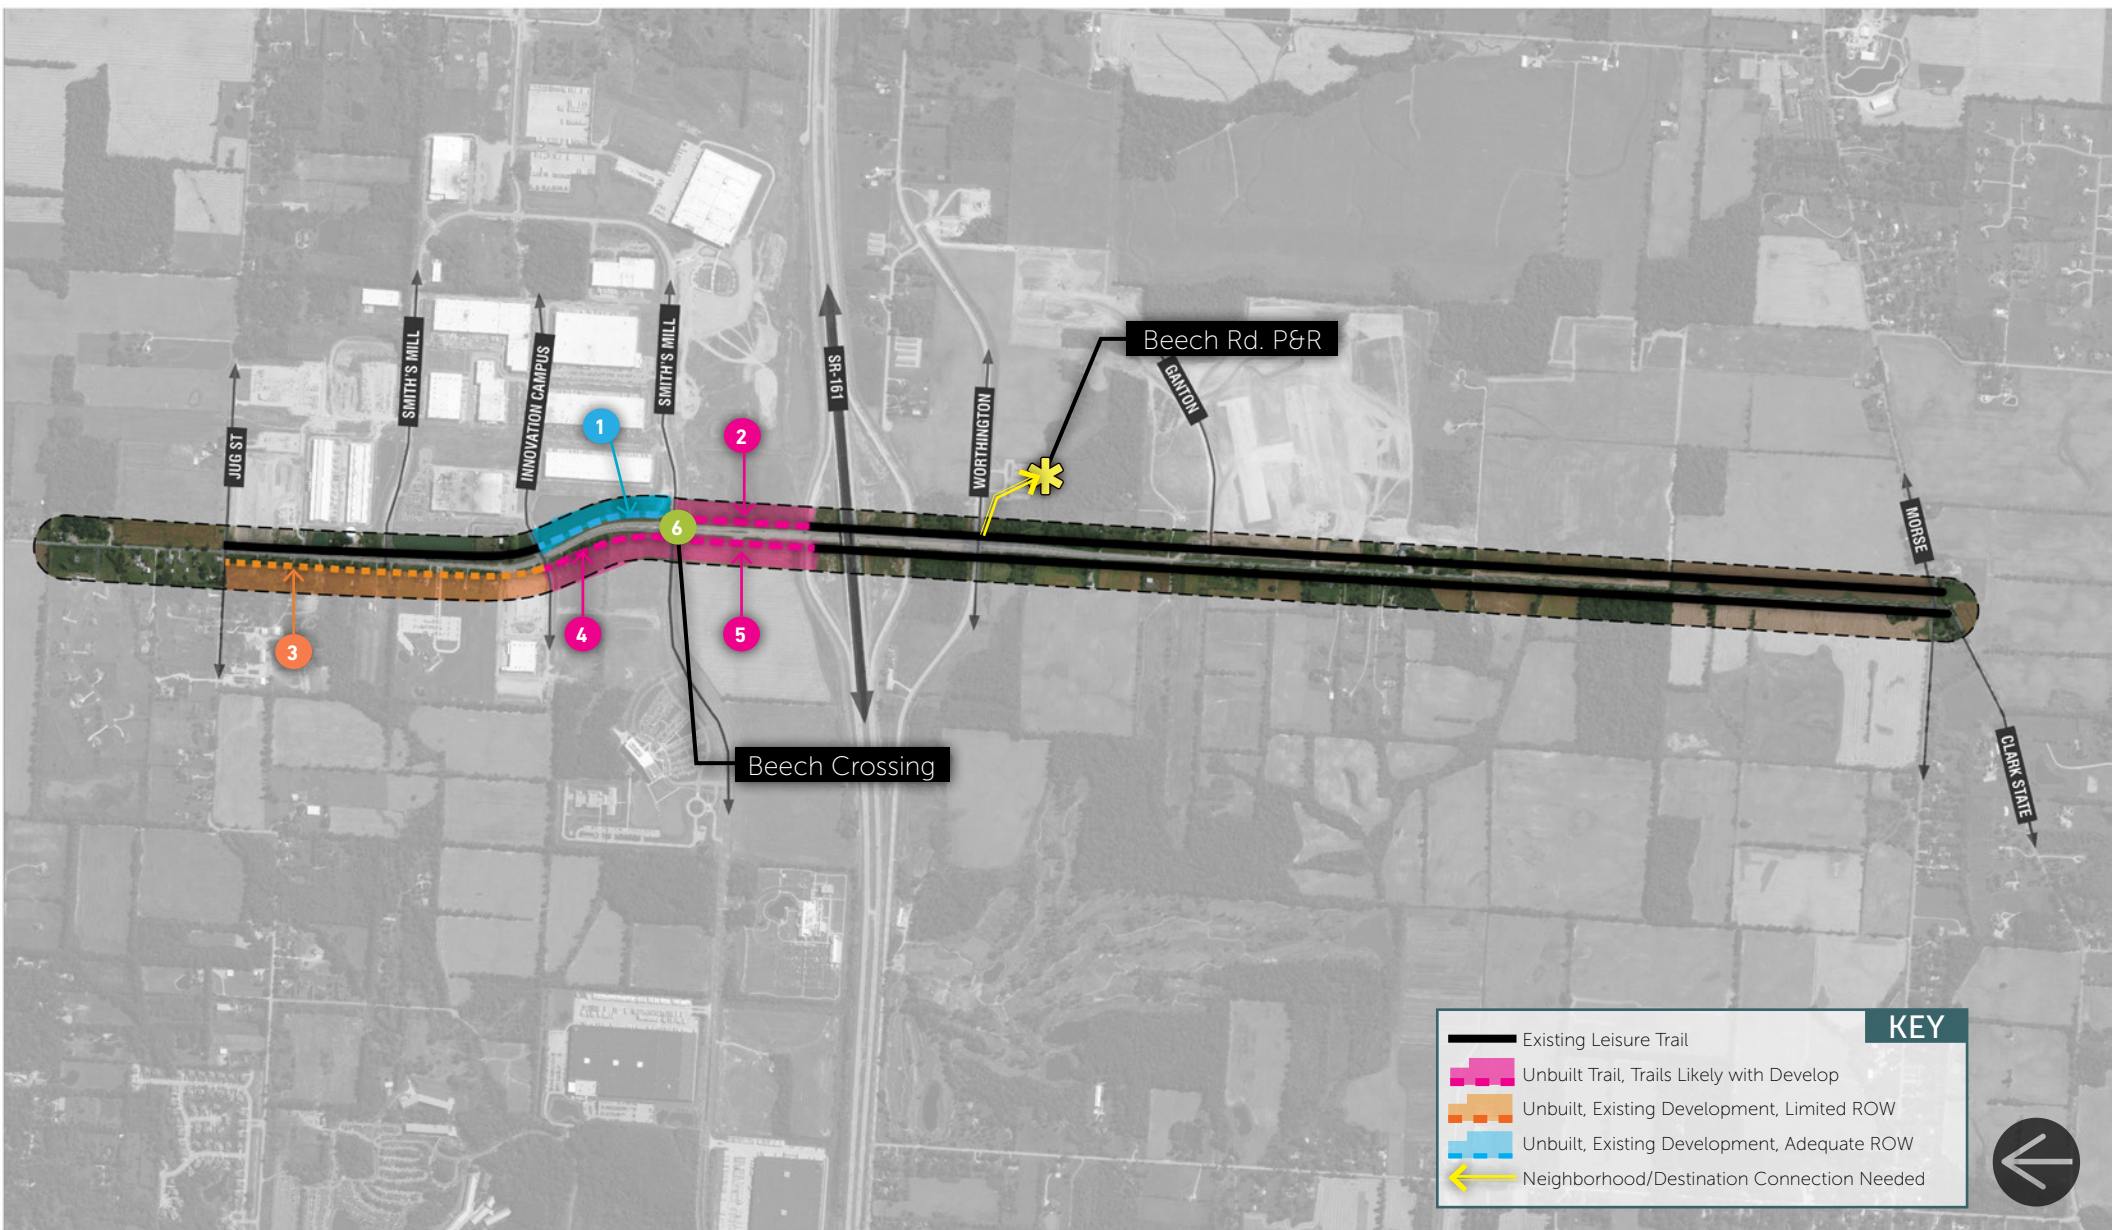 Beech Rd. P&R
SMITH'S MILL
INNOVATION CAMPUS
SMITH'S MILL
SR-161
GANTON
JUG ST
WORTHINGTON
1
2
6
MORSE
3
4
5
Beech Crossing
CLARK STATE
KEY
Existing Leisure Trail
Unbuilt Trail, Trails Likely with Develop
Unbuilt, Existing Development, Limited ROW
Unbuilt, Existing Development, Adequate ROW
Neighborhood/Destination Connection Needed